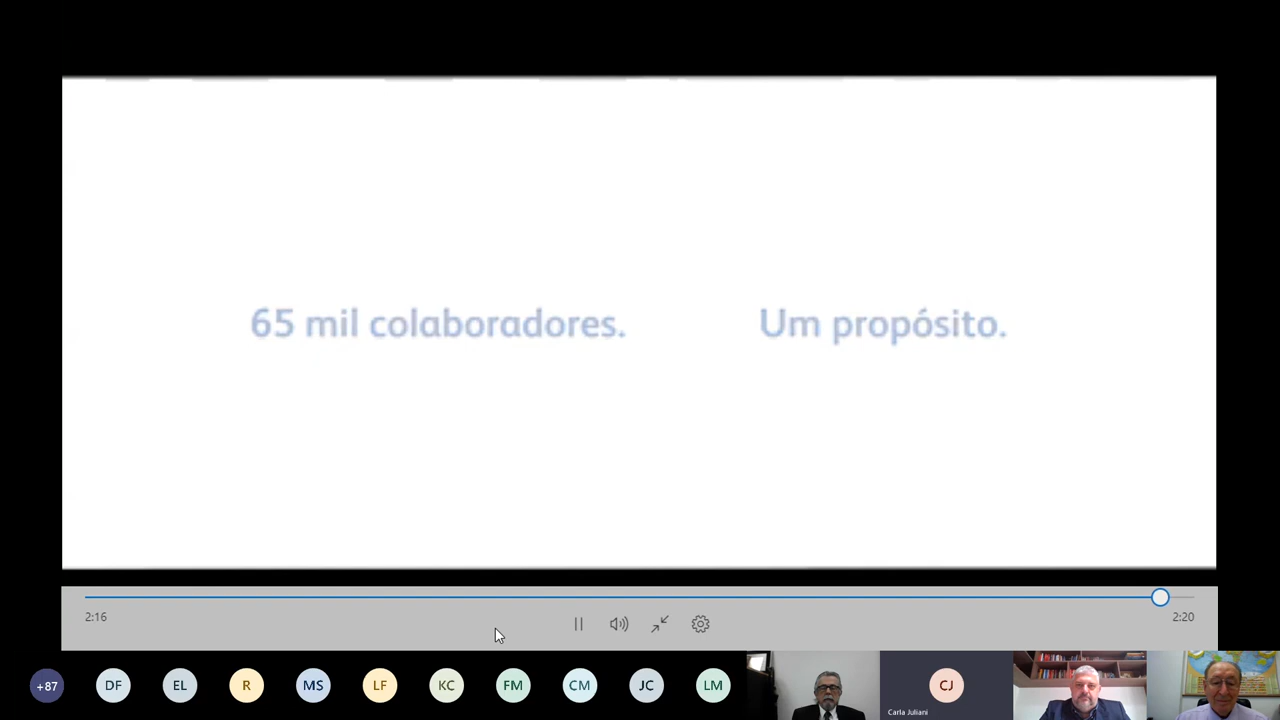 65 mil colaboradores. Um propósito.
2:16
2:20
+87 DF EL R MS LF KC FM CM JC LM CJ
Carla Juliani